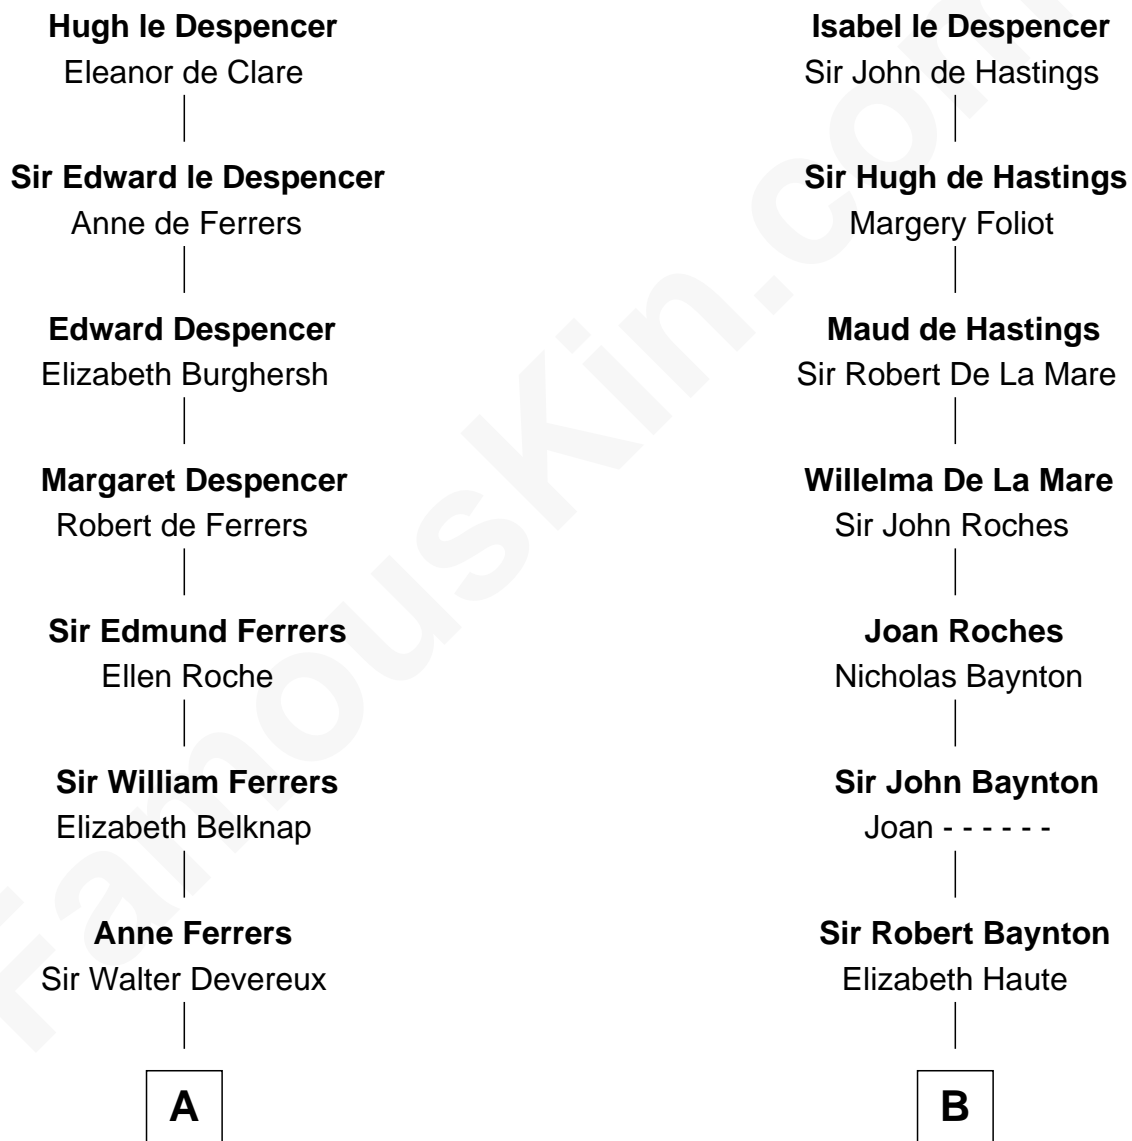 Hugh le Despencer
Eleanor de Clare
Sir Edward le Despencer
Anne de Ferrers
Edward Despencer
Elizabeth Burghersh
Margaret Despencer
Robert de Ferrers
Sir Edmund Ferrers
Ellen Roche
Sir William Ferrers
Elizabeth Belknap
Anne Ferrers
Sir Walter Devereux
A
Isabel le Despencer
Sir John de Hastings
Sir Hugh de Hastings
Margery Foliot
Maud de Hastings
Sir Robert De La Mare
Willelma De La Mare
Sir John Roches
Joan Roches
Nicholas Baynton
Sir John Baynton
Joan - - - - - -
Sir Robert Baynton
Elizabeth Haute
B
FamousKin.com